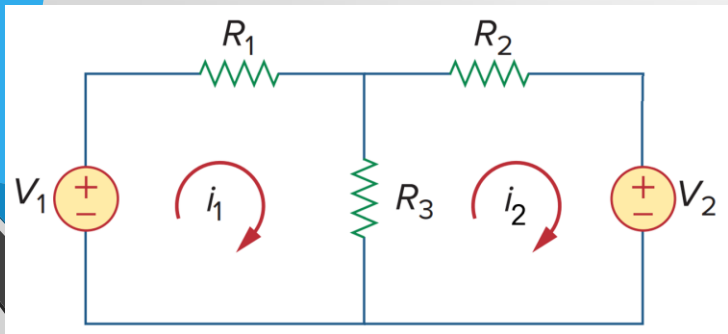 R₁ R₂
V₁ + − i₁ R₃ i₂ + − V₂